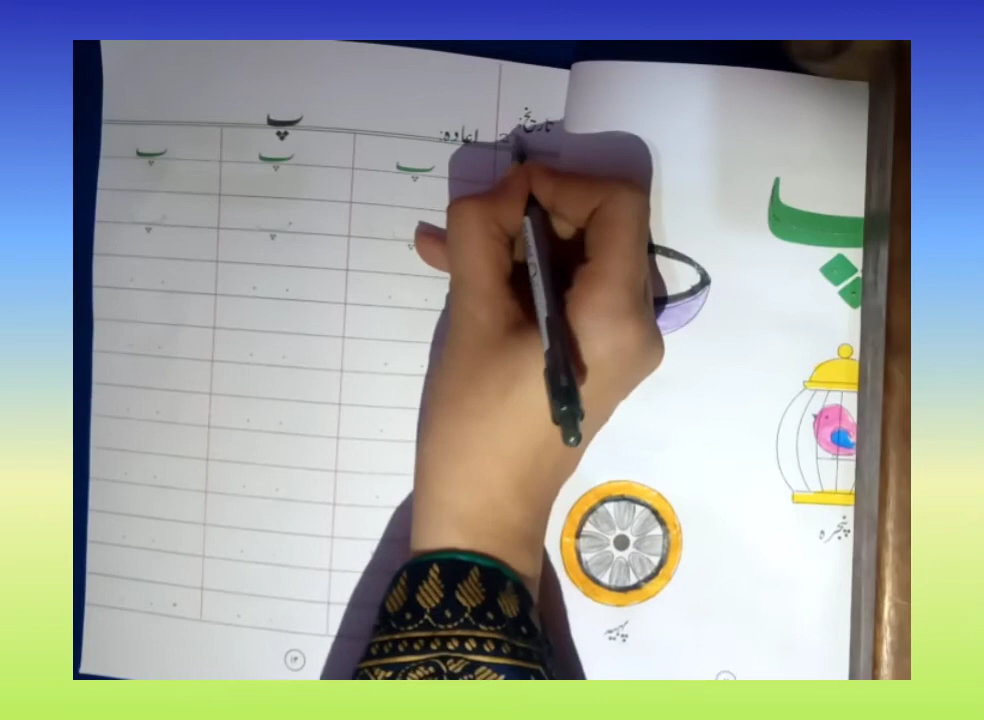 تاریخ:
اعادہ:
پ
پ پ پ
پ
پنجرہ
پہیہ